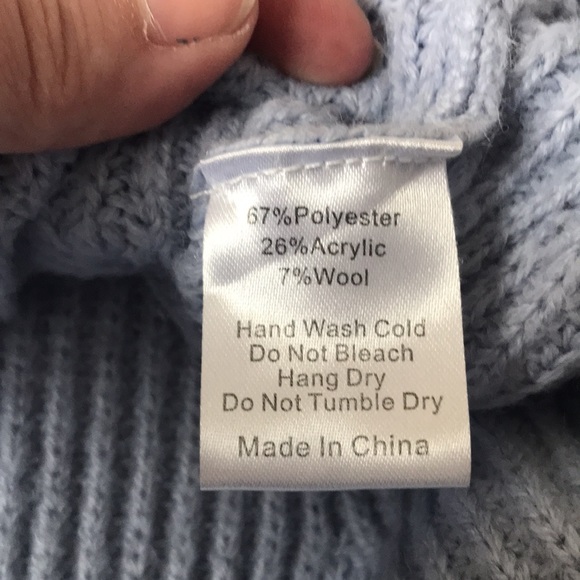 67%Polyester
26%Acrylic
7%Wool
Hand Wash Cold
Do Not Bleach
Hang Dry
Do Not Tumble Dry
Made In China